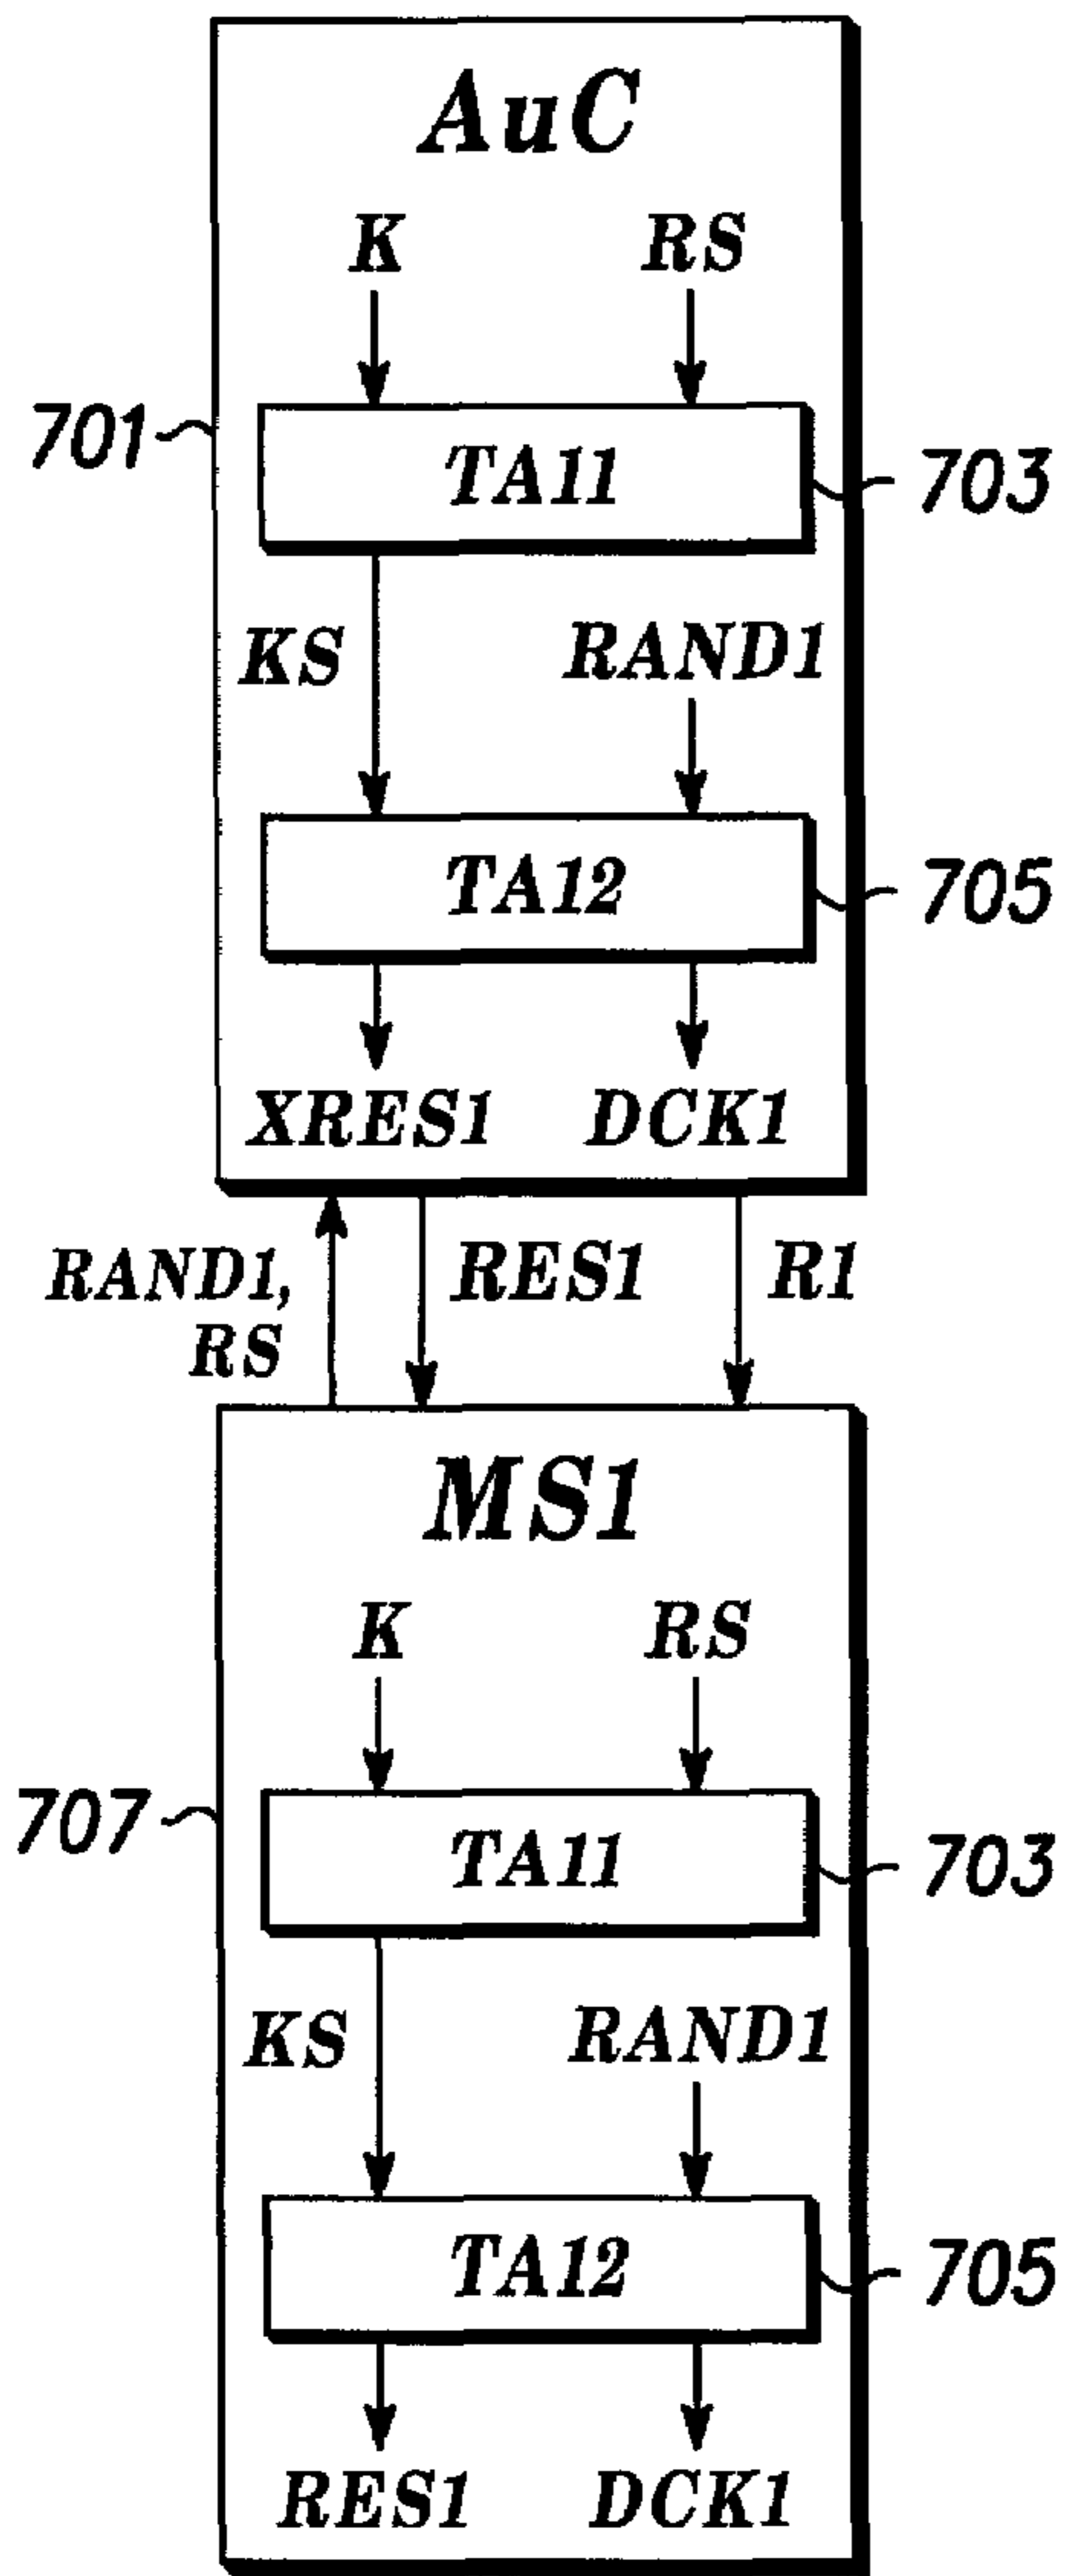 AuC
K RS
701
TA11
703
KS RAND1
TA12
705
XRES1 DCK1
RAND1,
RS
RES1
R1
MS1
K RS
707
TA11
703
KS RAND1
TA12
705
RES1 DCK1